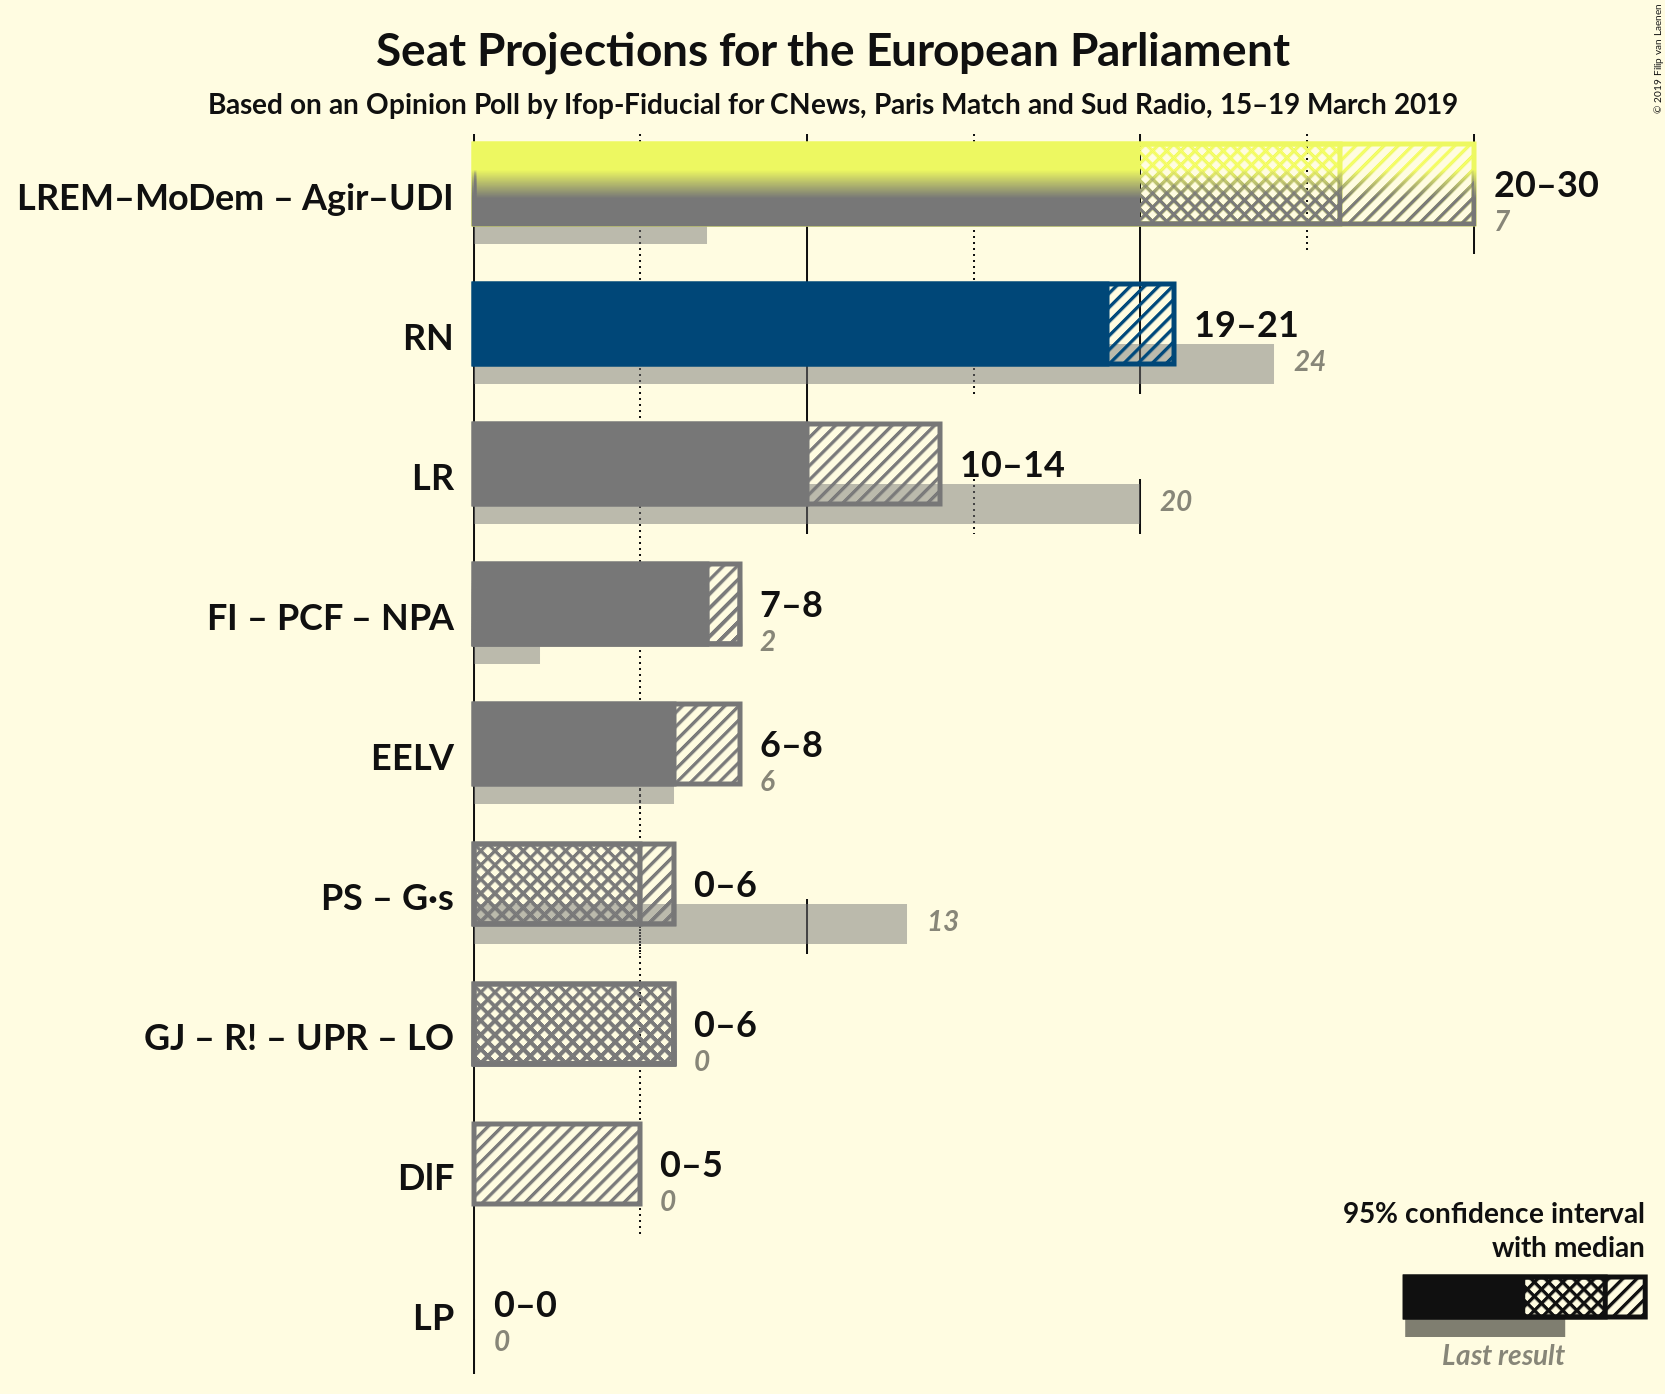 Seat Projections for the European Parliament
Based on an Opinion Poll by Ifop-Fiducial for CNews, Paris Match and Sud Radio, 15–19 March 2019
© 2019 Filip van Laenen
LREM–MoDem – Agir–UDI
20–30
7
RN
19–21
24
LR
10–14
20
FI – PCF – NPA
7–8
2
EELV
6–8
6
PS – G·s
0–6
13
GJ – R! – UPR – LO
0–6
0
DlF
0–5
0
LP
0–0
0
95% confidence interval
with median
Last result